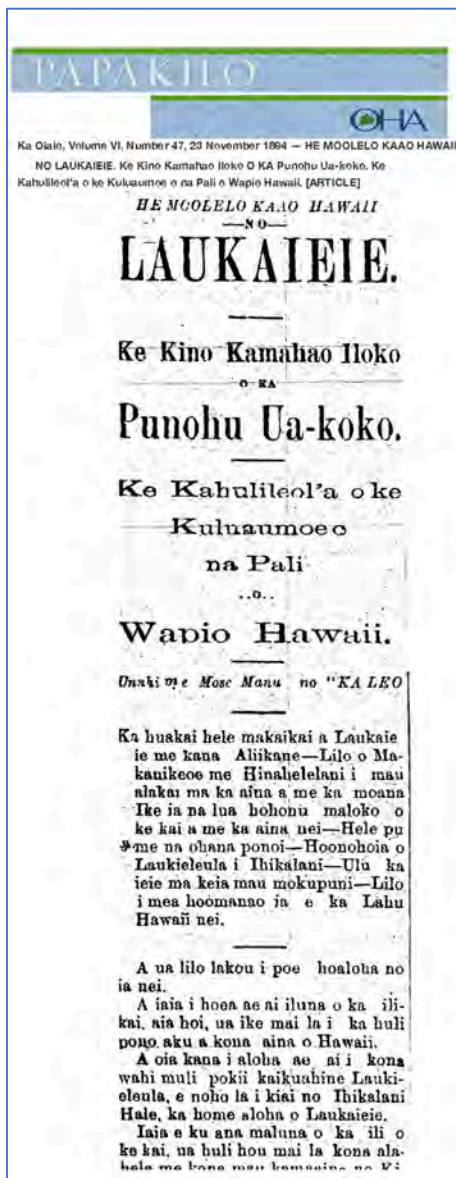 PAPAKILO
OHA
Ka Oiaio, Volume VI, Number 47, 23 November 1894 — HE MOOLELO KAAO HAWAII
NO LAUKAIEIE. Ke Kino Kamahao Iloko O KA Punohu Ua-koko. Ke
Kahulileol'a o ke Kuluaumoe o na Pali o Wapio Hawaii. [ARTICLE]
HE MOOLELO KAAO HAWAII
—NO—
LAUKAIEIE.
Ke Kino Kamahao Iloko
O KA
Punohu Ua-koko.
Ke Kahulileol'a o ke
Kuluaumoe o
na Pali
..o..
Wapio Hawaii.
Unuhi me Mose Manu no "KA LEO
Ka huakai hele makaikai a Laukaie
ie me kana Aliikane—Lilo o Ma-
kanikeoe me Hinahelelani i mau
alakai ma ka aina a me ka moana
Ike ia na lua hohonu maloko o
ke kai a me ka aina nei—Hele pu
me na ohana ponoi—Hoonohoia o
Laukieleula i Ihikalani—Ulu ka
ieie ma keia mau mokupuni—Lilo
i mea hoomanao ia e ka Lahu
Hawaii nei.
A ua lilo lakou i poe hoaloha no
ia nei.
A iaia i hoea ae ai iluna o ka ili-
kai, aia hoi, ua ike mai la i ka huli
pono aku a kona aina o Hawaii.
A oia kana i aloha ae ai i kona
wahi muli pokii kaikuahine Lauki-
eleula, e noho la i kiai no Ihikalani
Hale, ka home aloha o Laukaieie.
Iaia e ku ana maluna o ka ili o
ke kai, ua huli hou mai la kona ala-
hele me kona mau kamaaina no Ki-